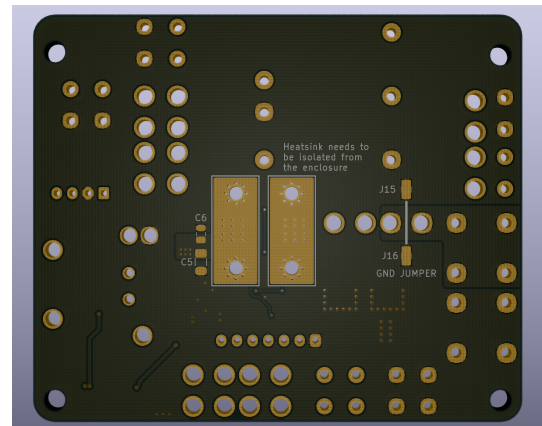 Heatsink needs to
be isolated from
the enclosure
J15
C6
C5
J16
GND JUMPER